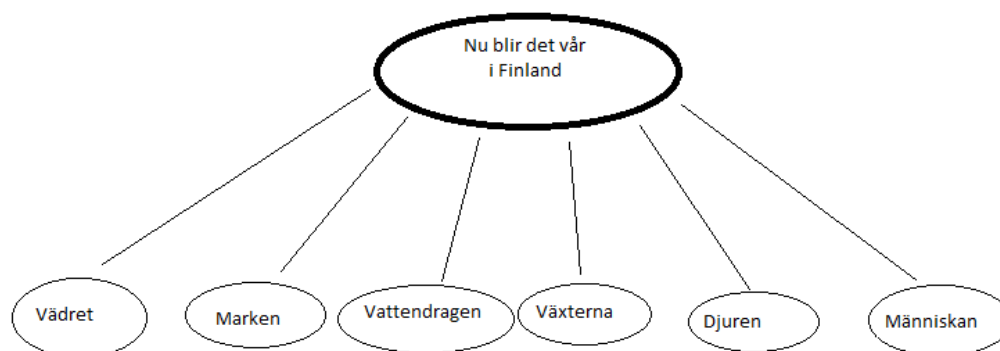 Nu blir det vår
i Finland
Vädret
Marken
Vattendragen
Växterna
Djuren
Människan